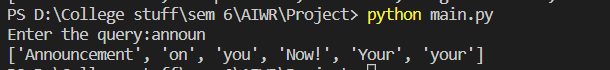 PS D:\College stuff\sem 6\AIWR\Project> python main.py
Enter the query:announ
['Announcement', 'on', 'you', 'Now!', 'Your', 'your']